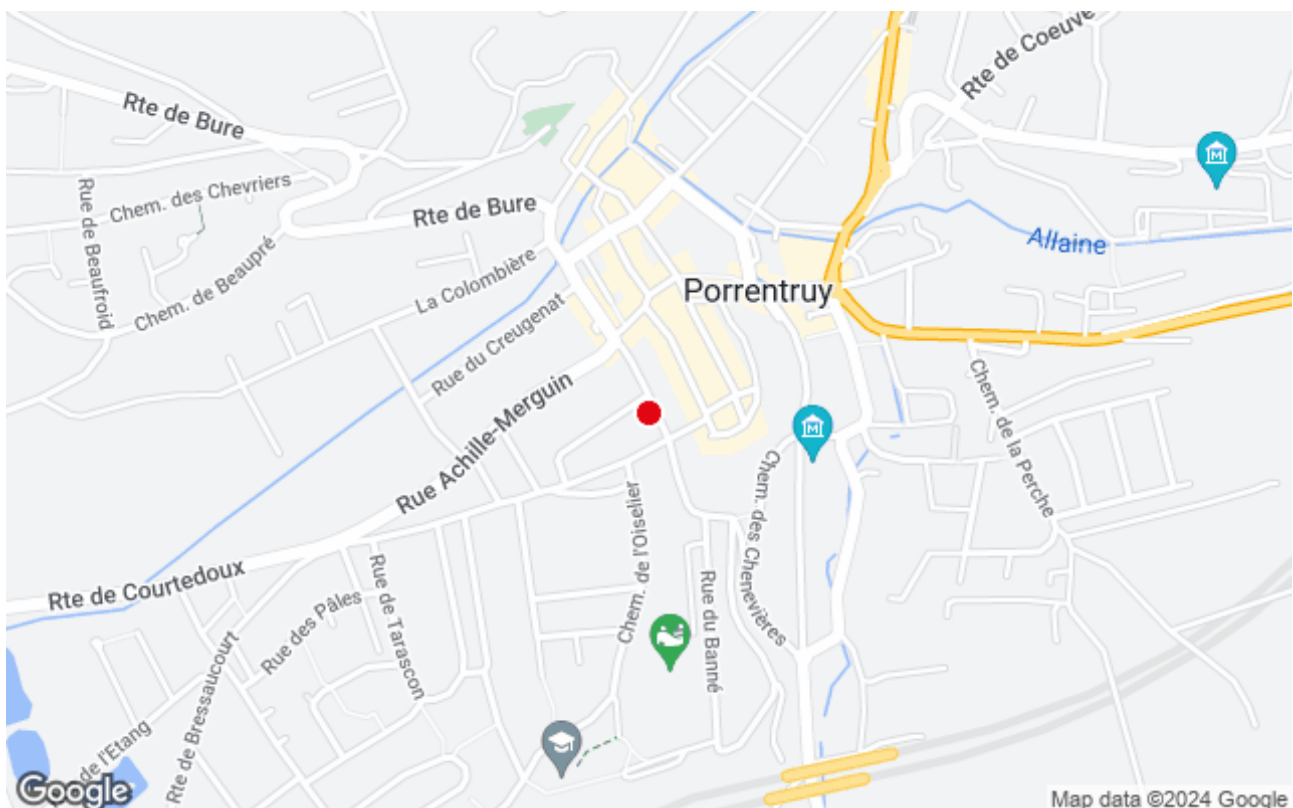 Rte de Coeuve
Rte de Bure
Rue de Beaufroid
Chem. des Chevriers
Rte de Bure
Allaine
Chem. de Beaupré
La Colombière
Porrentruy
Rue du Creugenat
Chem. de la Perche
Rue Achille-Merguin
Chem. des Chenevières
Chem. de l'Oiselier
Rte de Courtedoux
Rue des Pâles
Rue de Tarascon
Rue du Banné
Rte de Bressaucourt
de l'Etang
Google
Map data ©2024 Google